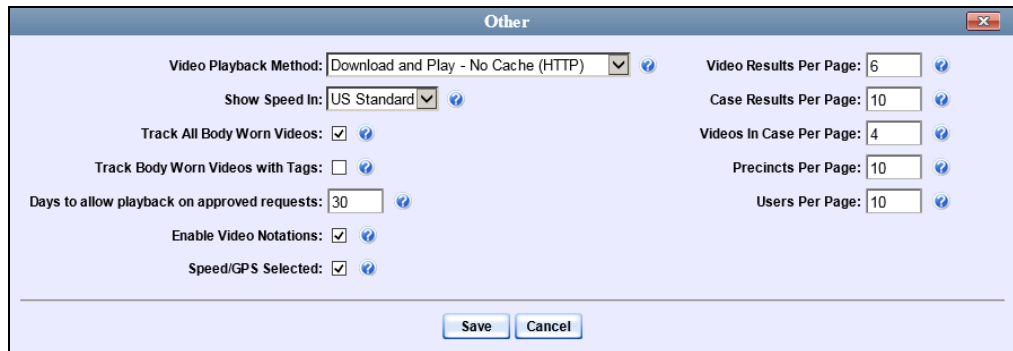 Other
Video Playback Method: Download and Play - No Cache (HTTP)
Show Speed In: US Standard
Track All Body Worn Videos:
Track Body Worn Videos with Tags:
Days to allow playback on approved requests: 30
Enable Video Notations:
Speed/GPS Selected:
Video Results Per Page: 6
Case Results Per Page: 10
Videos In Case Per Page: 4
Precincts Per Page: 10
Users Per Page: 10
Save Cancel